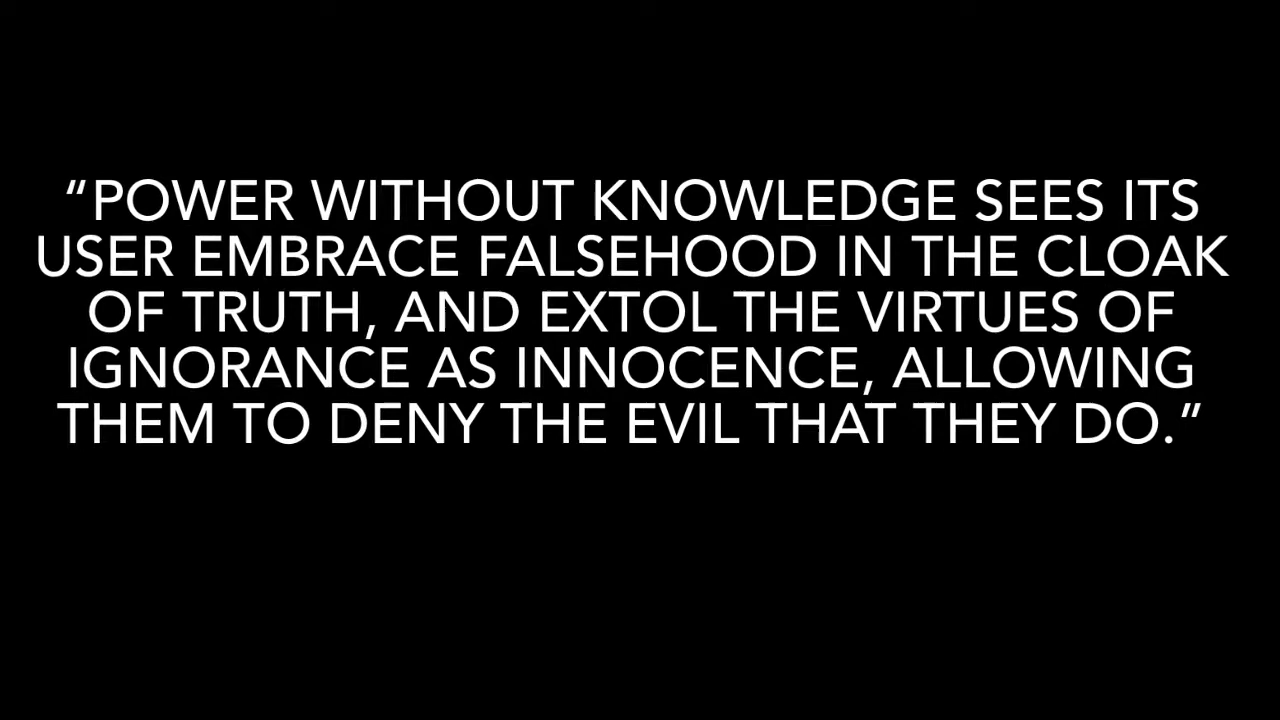 “POWER WITHOUT KNOWLEDGE SEES ITS
USER EMBRACE FALSEHOOD IN THE CLOAK
OF TRUTH, AND EXTOL THE VIRTUES OF
IGNORANCE AS INNOCENCE, ALLOWING
THEM TO DENY THE EVIL THAT THEY DO.”